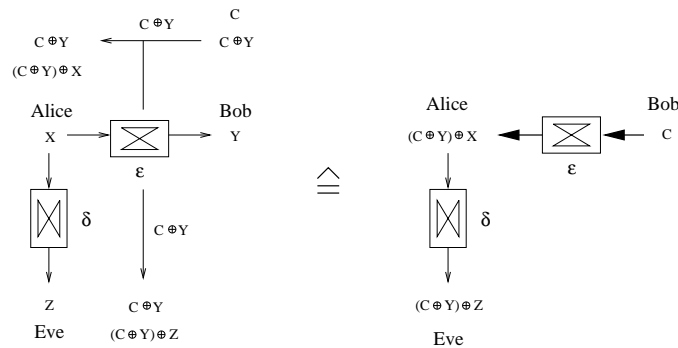 C
C⊕Y
C⊕Y
C⊕Y
(C⊕Y)⊕X
Alice
Bob
X
Y
ε
δ
C⊕Y
Z
Eve
C⊕Y
(C⊕Y)⊕Z
≙
Alice
Bob
(C⊕Y)⊕X
C
ε
δ
(C⊕Y)⊕Z
Eve